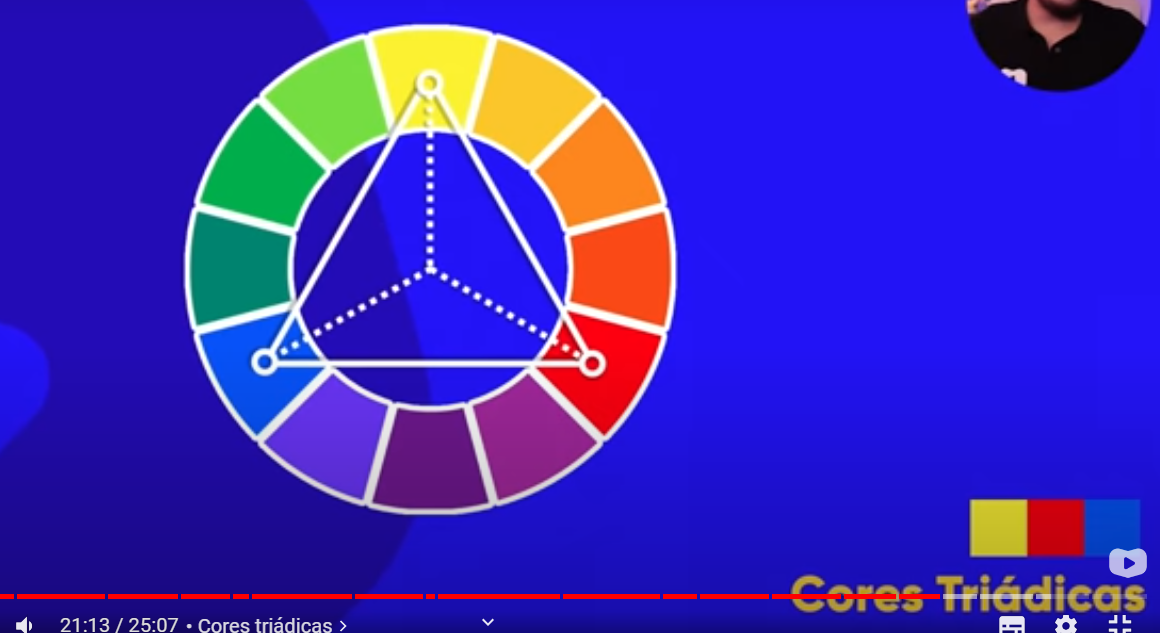 Cores Triádicas
21:13 / 25:07 • Cores triádicas >